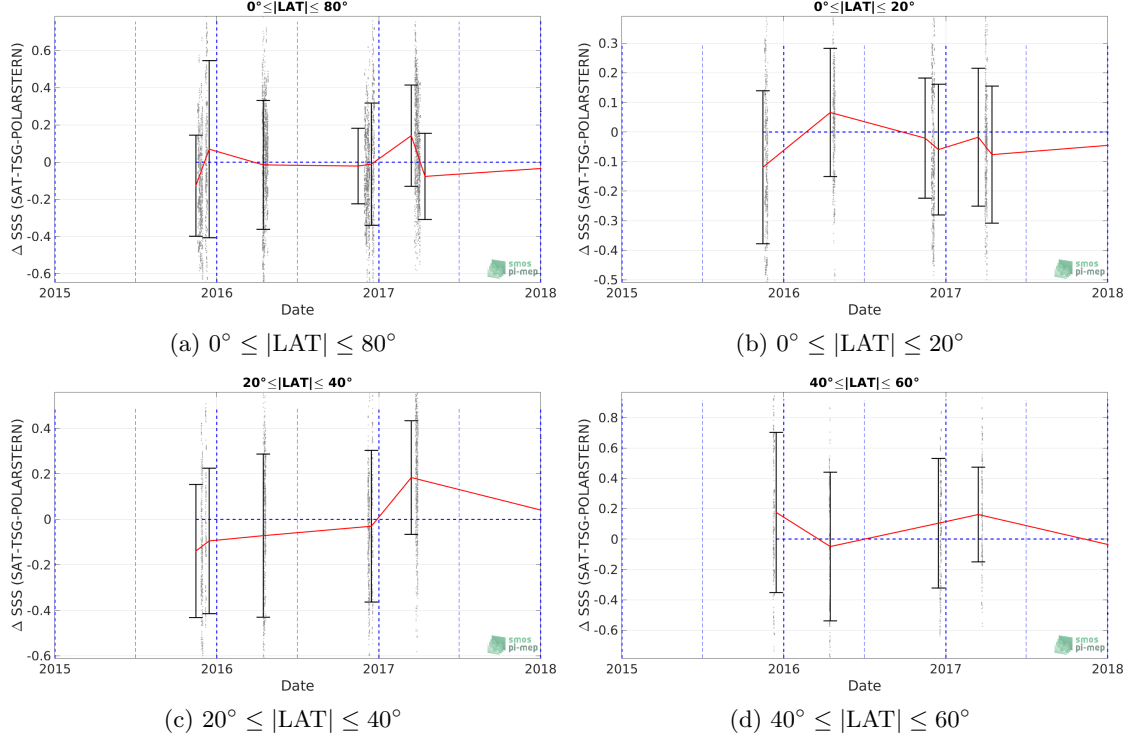 0°≤|LAT|≤ 80°
Δ SSS (SAT-TSG-POLARSTERN)
0.6
0.4
0.2
0
-0.2
-0.4
-0.6
2015
2016
2017
2018
Date
smos
pi-mep
(a) 0° ≤ |LAT| ≤ 80°
0°≤|LAT|≤ 20°
Δ SSS (SAT-TSG-POLARSTERN)
0.3
0.2
0.1
0
-0.1
-0.2
-0.3
-0.4
-0.5
2015
2016
2017
2018
Date
smos
pi-mep
(b) 0° ≤ |LAT| ≤ 20°
20°≤|LAT|≤ 40°
Δ SSS (SAT-TSG-POLARSTERN)
0.4
0.2
0
-0.2
-0.4
-0.6
2015
2016
2017
2018
Date
smos
pi-mep
(c) 20° ≤ |LAT| ≤ 40°
40°≤|LAT|≤ 60°
Δ SSS (SAT-TSG-POLARSTERN)
0.8
0.6
0.4
0.2
0
-0.2
-0.4
-0.6
2015
2016
2017
2018
Date
smos
pi-mep
(d) 40° ≤ |LAT| ≤ 60°